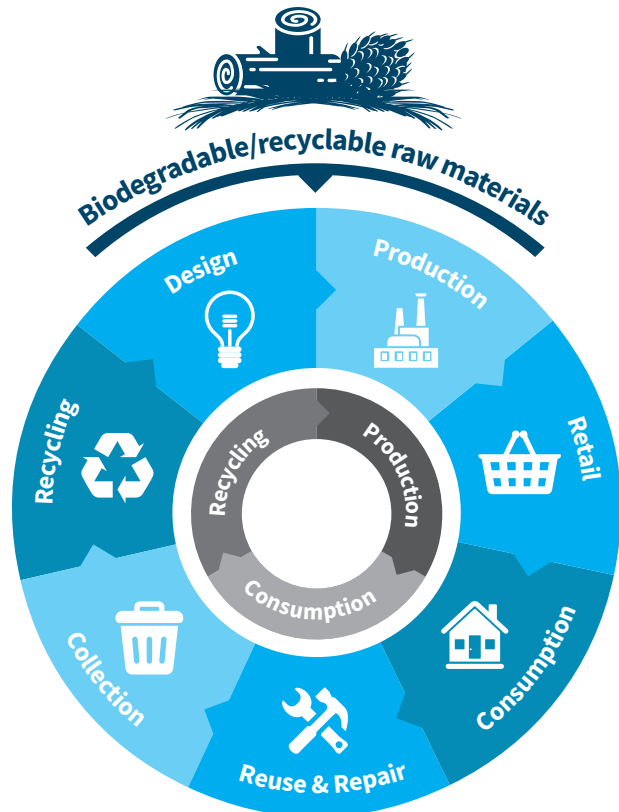 Biodegradable/recyclable raw materials
Design
Production
Retail
Consumption
Reuse & Repair
Collection
Recycling
Recycling
Production
Consumption